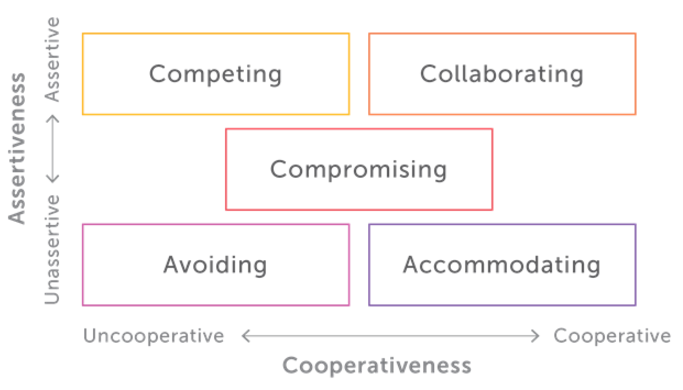 Assertiveness
Assertive
Unassertive
Competing
Collaborating
Compromising
Avoiding
Accommodating
Uncooperative
Cooperative
Cooperativeness